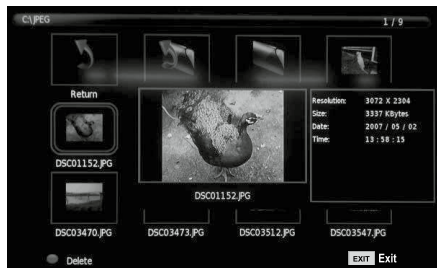 C:\JPEG
1 / 9
Return
Resolution: 3072 X 2304
Size: 3337 KBytes
Date: 2007 / 05 / 02
Time: 13 : 58 : 15
DSC01152.JPG
DSC01152.JPG
DSC03470.JPG
DSC03473.JPG
DSC03512.JPG
DSC03547.JPG
Delete
EXIT Exit